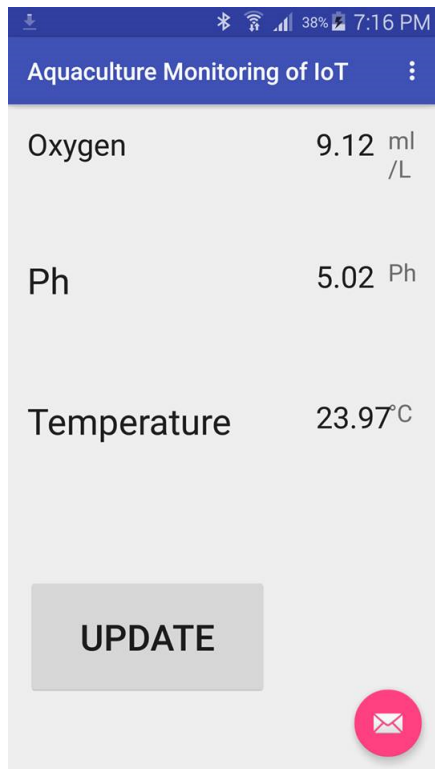 38% 7:16 PM
Aquaculture Monitoring of IoT
Oxygen 9.12 ml
/L
Ph 5.02 Ph
Temperature 23.97°C
UPDATE